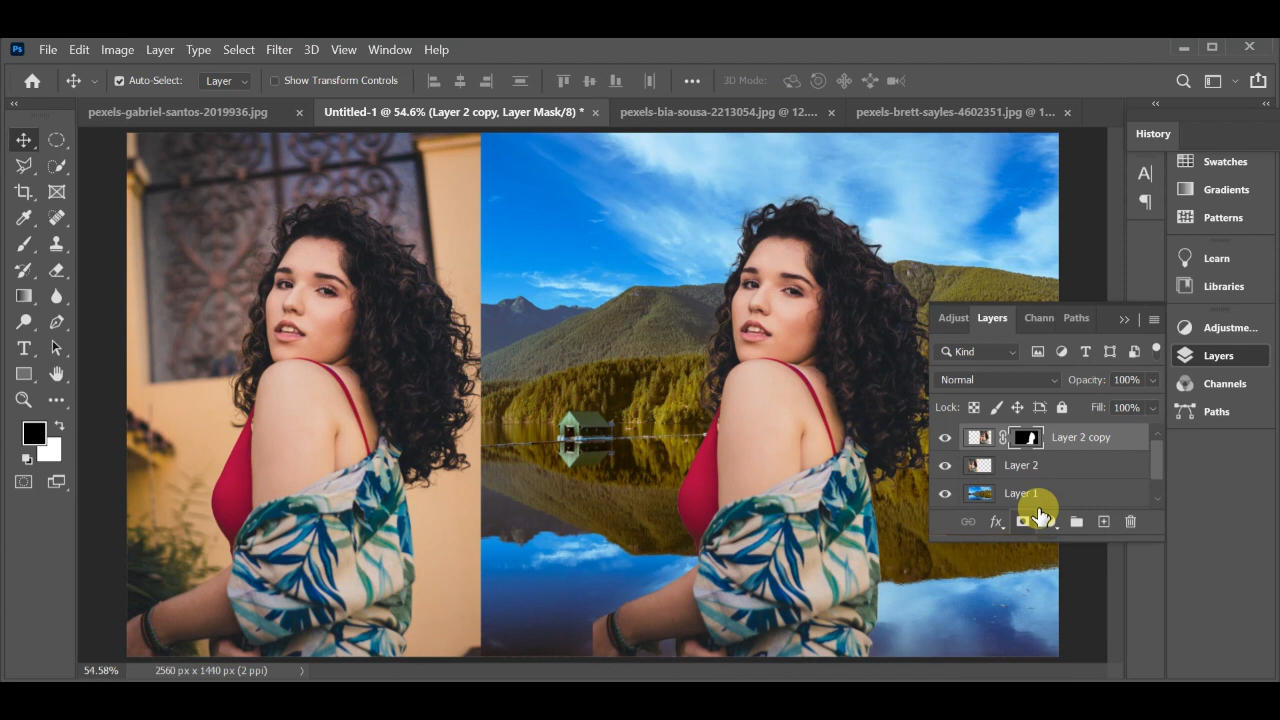 Ps File Edit Image Layer Type Select Filter 3D View Window Help
Auto-Select: Layer Show Transform Controls 3D Mode:
pexels-gabriel-santos-2019936.jpg
Untitled-1 @ 54.6% (Layer 2 copy, Layer Mask/8) *
pexels-bia-sousa-2213054.jpg @ 12....
pexels-brett-sayles-4602351.jpg @ 1...
History
Swatches
Gradients
Patterns
Learn
Libraries
Adjustme...
Layers
Channels
Paths
Adjust Layers Chann Paths
Kind
Normal Opacity: 100%
Lock: Fill: 100%
Layer 2 copy
Layer 2
Layer 1
fx
54.58% 2560 px x 1440 px (2 ppi)